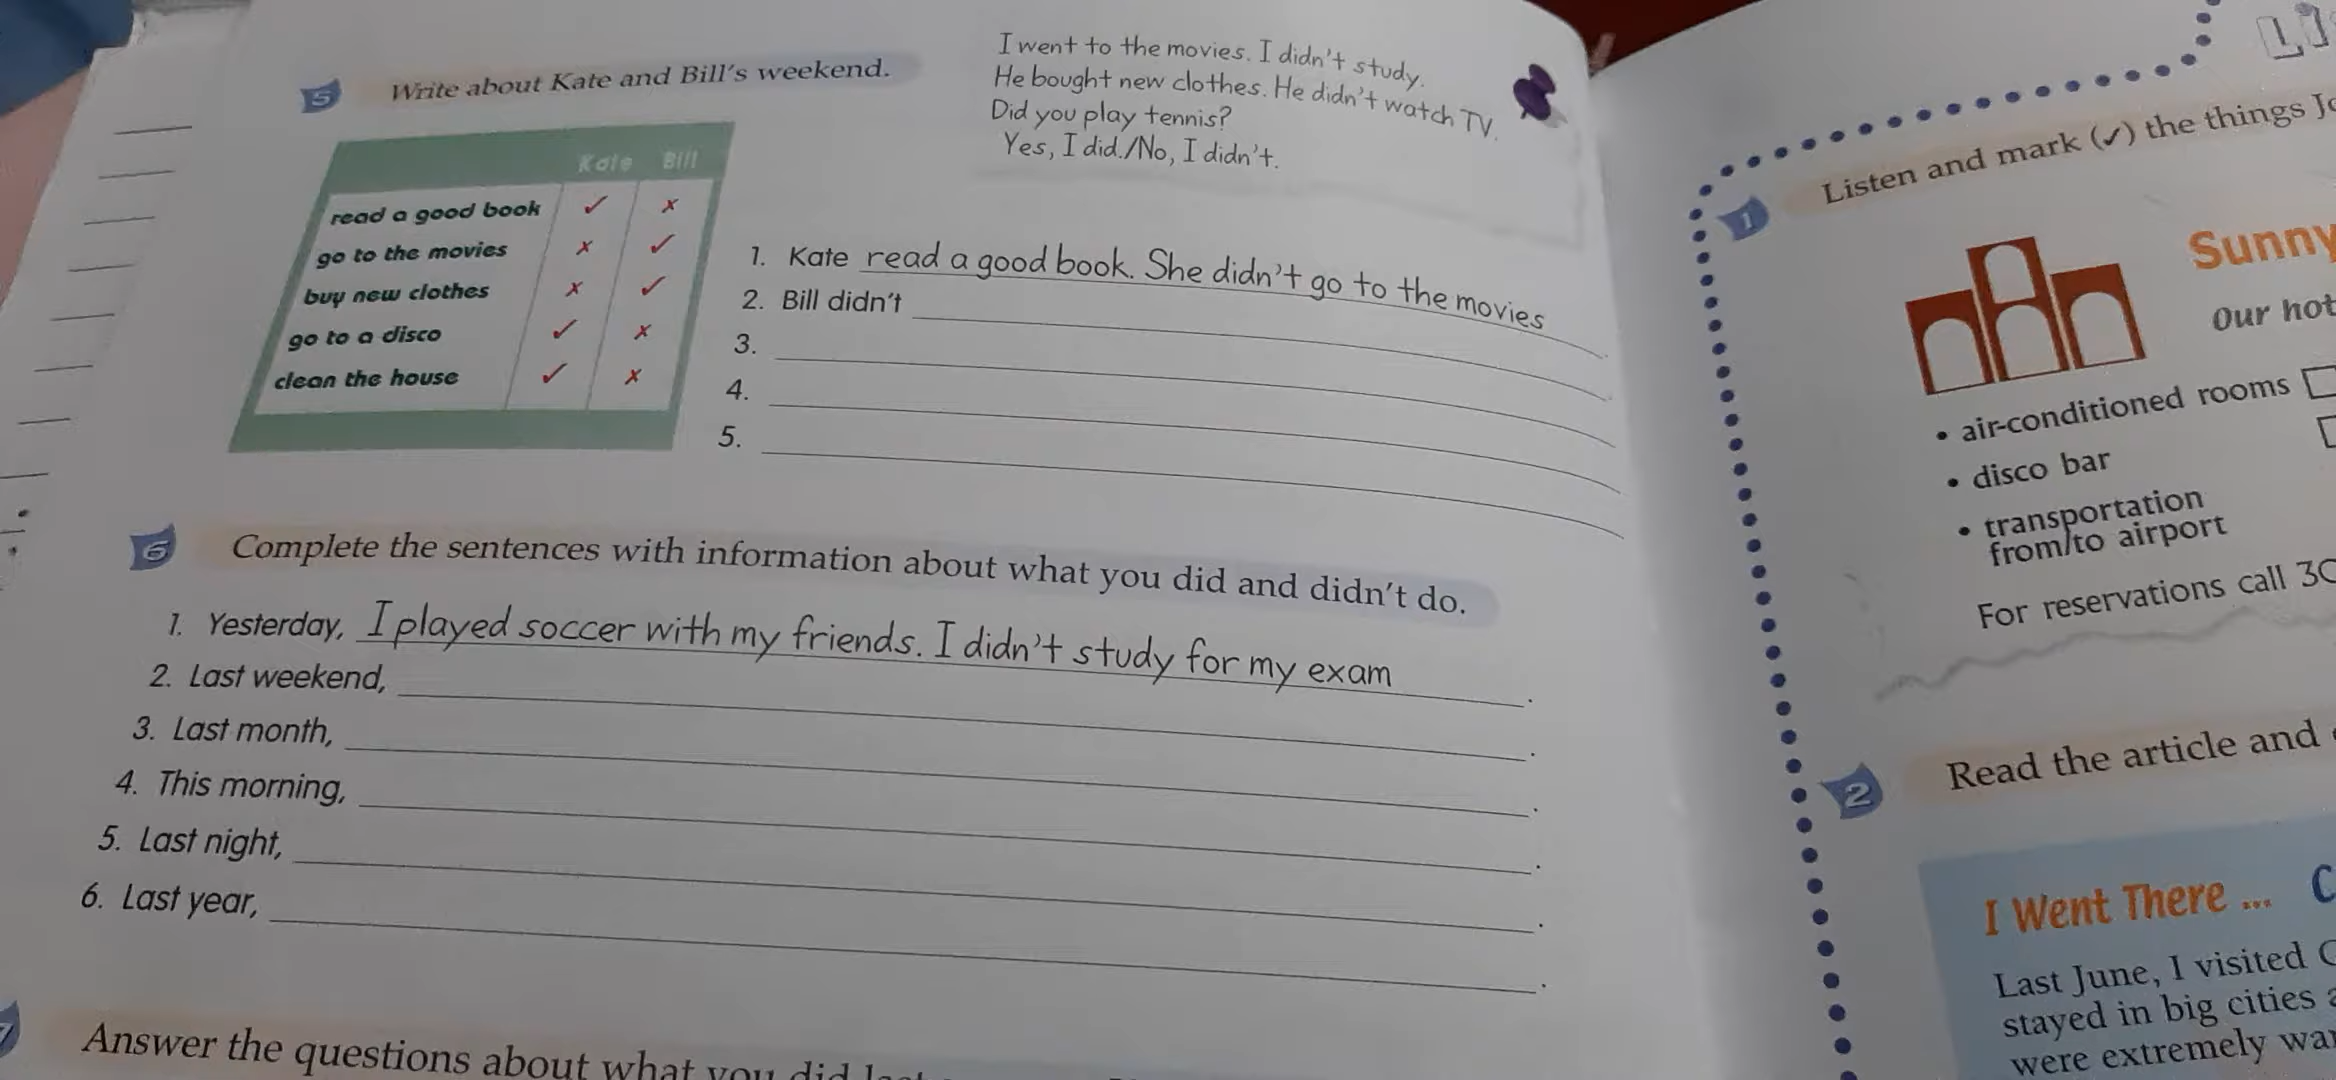 5 Write about Kate and Bill's weekend.
I went to the movies. I didn't study.
He bought new clothes. He didn't watch TV.
Did you play tennis?
Yes, I did./No, I didn't.
Kate Bill
read a good book ✓ x
go to the movies x ✓
buy new clothes x ✓
go to a disco ✓ x
clean the house ✓ x
1. Kate read a good book. She didn't go to the movies
2. Bill didn't
3.
4.
5.
6 Complete the sentences with information about what you did and didn't do.
1. Yesterday, I played soccer with my friends. I didn't study for my exam.
2. Last weekend, .
3. Last month, .
4. This morning, .
5. Last night, .
6. Last year, .
7 Answer the questions about what you did
1 Listen and mark (✓) the things
Sunny
Our
• air-conditioned rooms
• disco bar
• transportation
from/to airport
For reservations call
2 Read the article and
I Went There ...
Last June, I visited
stayed in big cities
were extremely